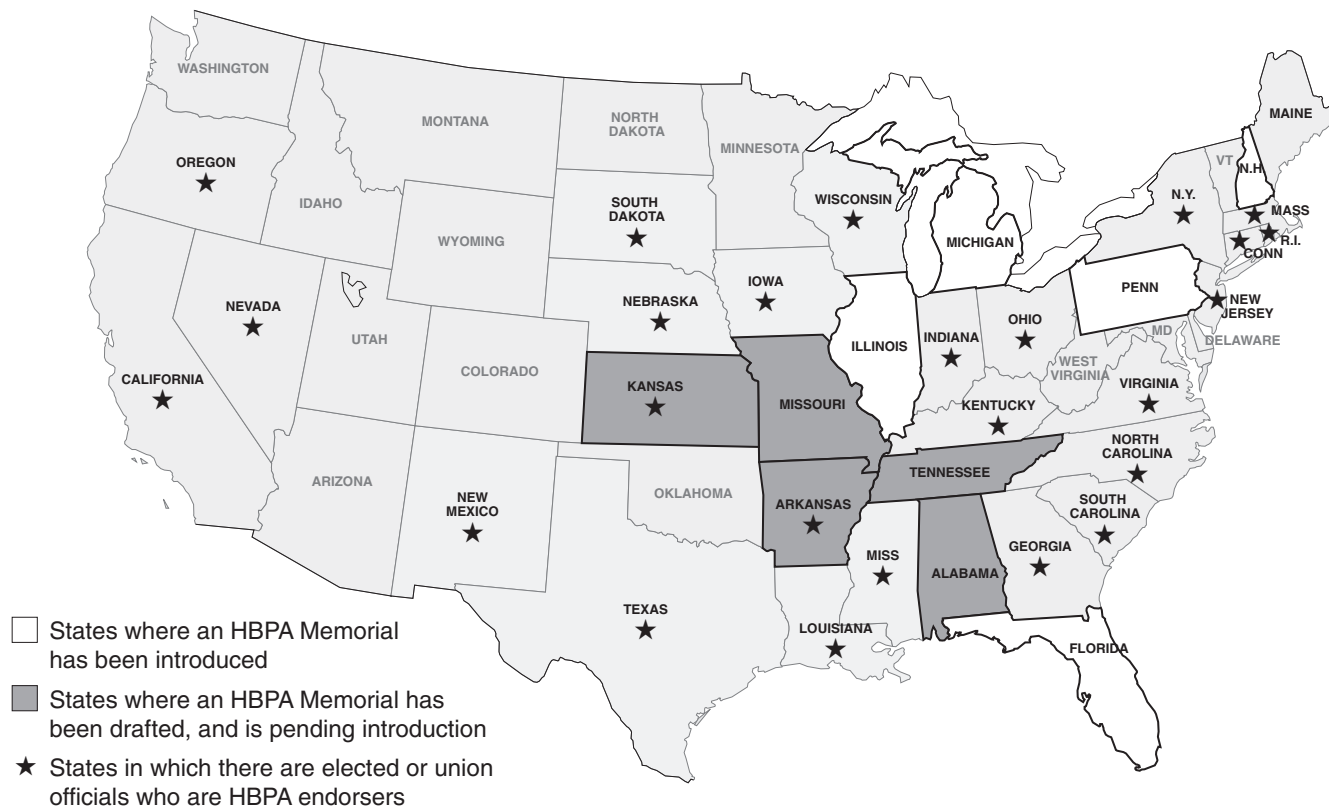 WASHINGTON
OREGON
IDAHO
MONTANA
NORTH
DAKOTA
MINNESOTA
SOUTH
DAKOTA
WYOMING
WISCONSIN
MICHIGAN
MAINE
VT
N.H.
N.Y.
MASS
R.I.
CONN
NEVADA
UTAH
COLORADO
NEBRASKA
IOWA
ILLINOIS
INDIANA
OHIO
PENN
NEW
JERSEY
MD
DELAWARE
WEST
VIRGINIA
VIRGINIA
CALIFORNIA
KANSAS
MISSOURI
KENTUCKY
NORTH
CAROLINA
TENNESSEE
ARIZONA
NEW
MEXICO
OKLAHOMA
ARKANSAS
SOUTH
CAROLINA
GEORGIA
MISS
ALABAMA
TEXAS
LOUISIANA
FLORIDA
States where an HBPA Memorial
has been introduced
States where an HBPA Memorial has
been drafted, and is pending introduction
States in which there are elected or union
officials who are HBPA endorsers